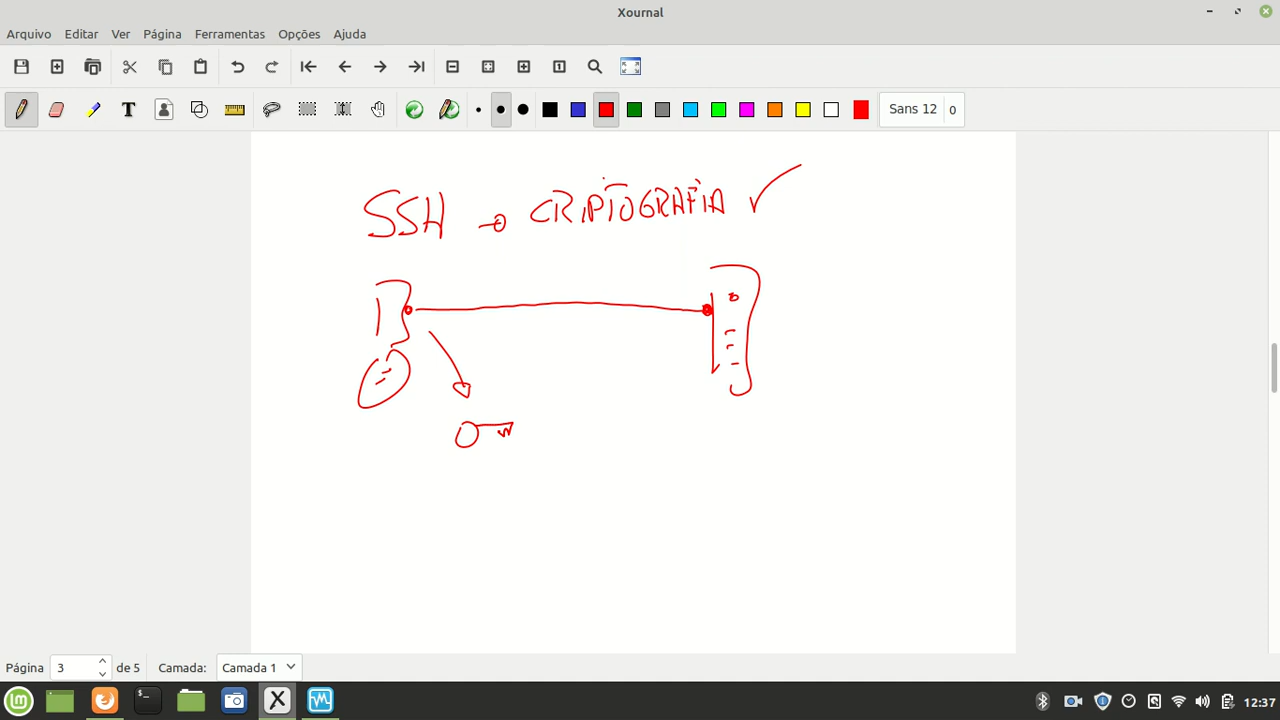 Xournal
Arquivo Editar Ver Página Ferramentas Opções Ajuda
T
Sans 12 0
SSH → CRIPTOGRAFIA ✓
Página 3 de 5 Camada: Camada 1
12:37